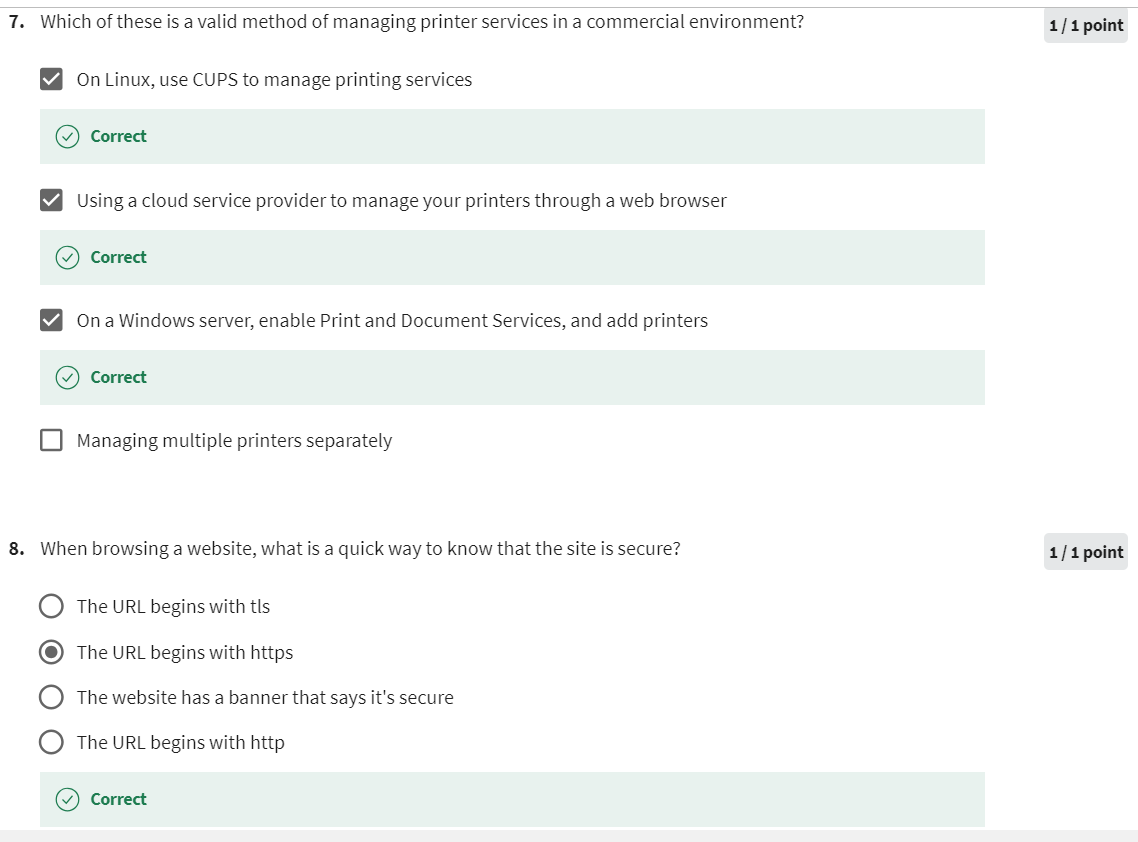 7. Which of these is a valid method of managing printer services in a commercial environment?
1 / 1 point
On Linux, use CUPS to manage printing services
Correct
Using a cloud service provider to manage your printers through a web browser
Correct
On a Windows server, enable Print and Document Services, and add printers
Correct
Managing multiple printers separately
8. When browsing a website, what is a quick way to know that the site is secure?
1 / 1 point
The URL begins with tls
The URL begins with https
The website has a banner that says it's secure
The URL begins with http
Correct